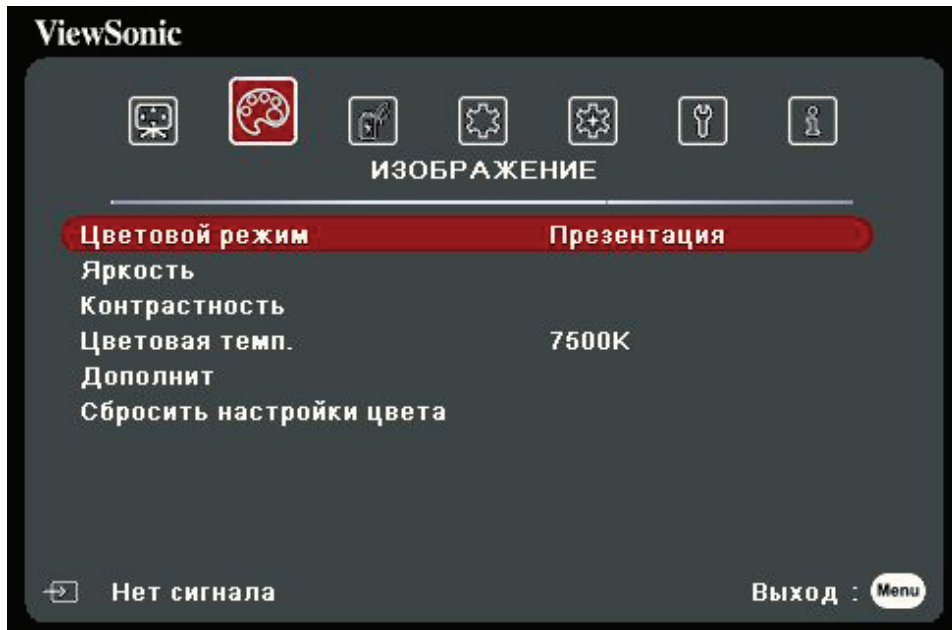 ViewSonic
ИЗОБРАЖЕНИЕ
Цветовой режим Презентация
Яркость
Контрастность
Цветовая темп. 7500K
Дополнит
Сбросить настройки цвета
Нет сигнала Выход : Menu